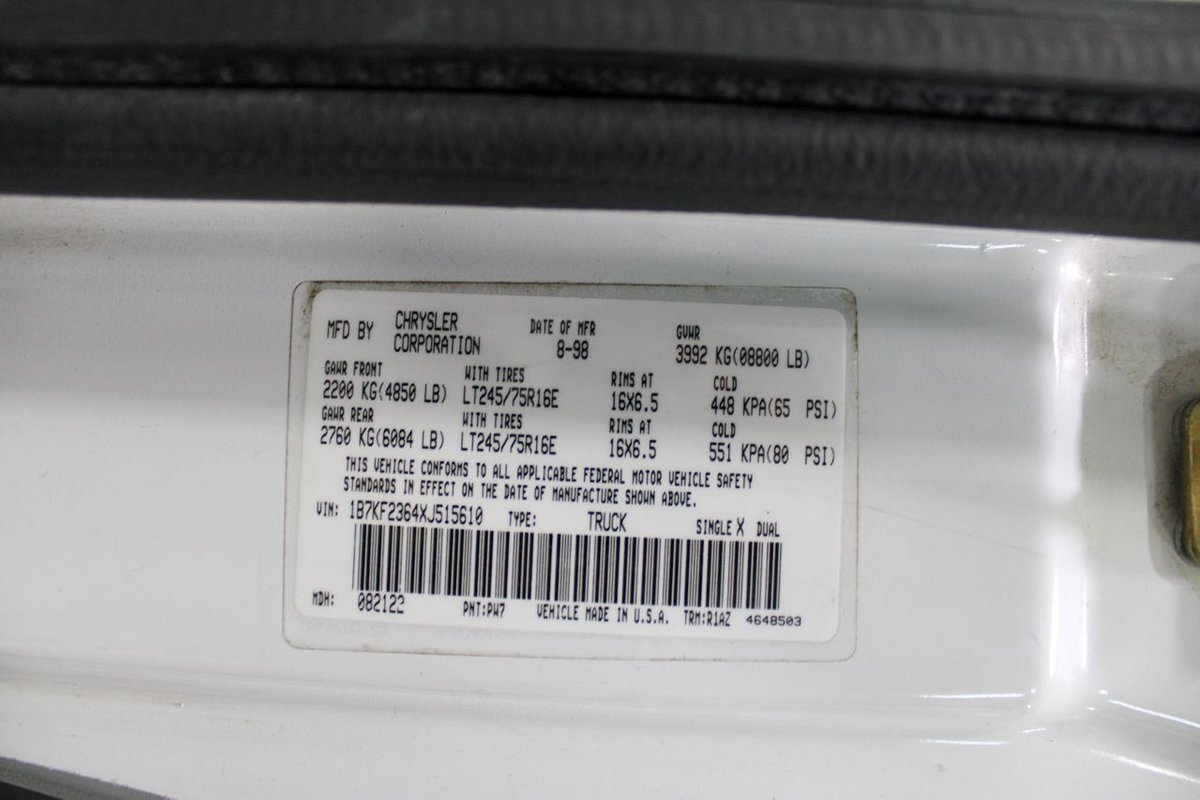 MFD BY CHRYSLER CORPORATION DATE OF MFR 8-98 GVWR 3992 KG(08800 LB)
GAWR FRONT WITH TIRES RIMS AT COLD
2200 KG(4850 LB) LT245/75R16E 16X6.5 448 KPA(65 PSI)
GAWR REAR WITH TIRES RIMS AT COLD
2760 KG(6084 LB) LT245/75R16E 16X6.5 551 KPA(80 PSI)
THIS VEHICLE CONFORMS TO ALL APPLICABLE FEDERAL MOTOR VEHICLE SAFETY
STANDARDS IN EFFECT ON THE DATE OF MANUFACTURE SHOWN ABOVE.
VIN: 1B7KF2364XJ515610 TYPE: TRUCK SINGLE X DUAL
MDH: 082122 PNT:PW7 VEHICLE MADE IN U.S.A. TRM:R1AZ 4648503